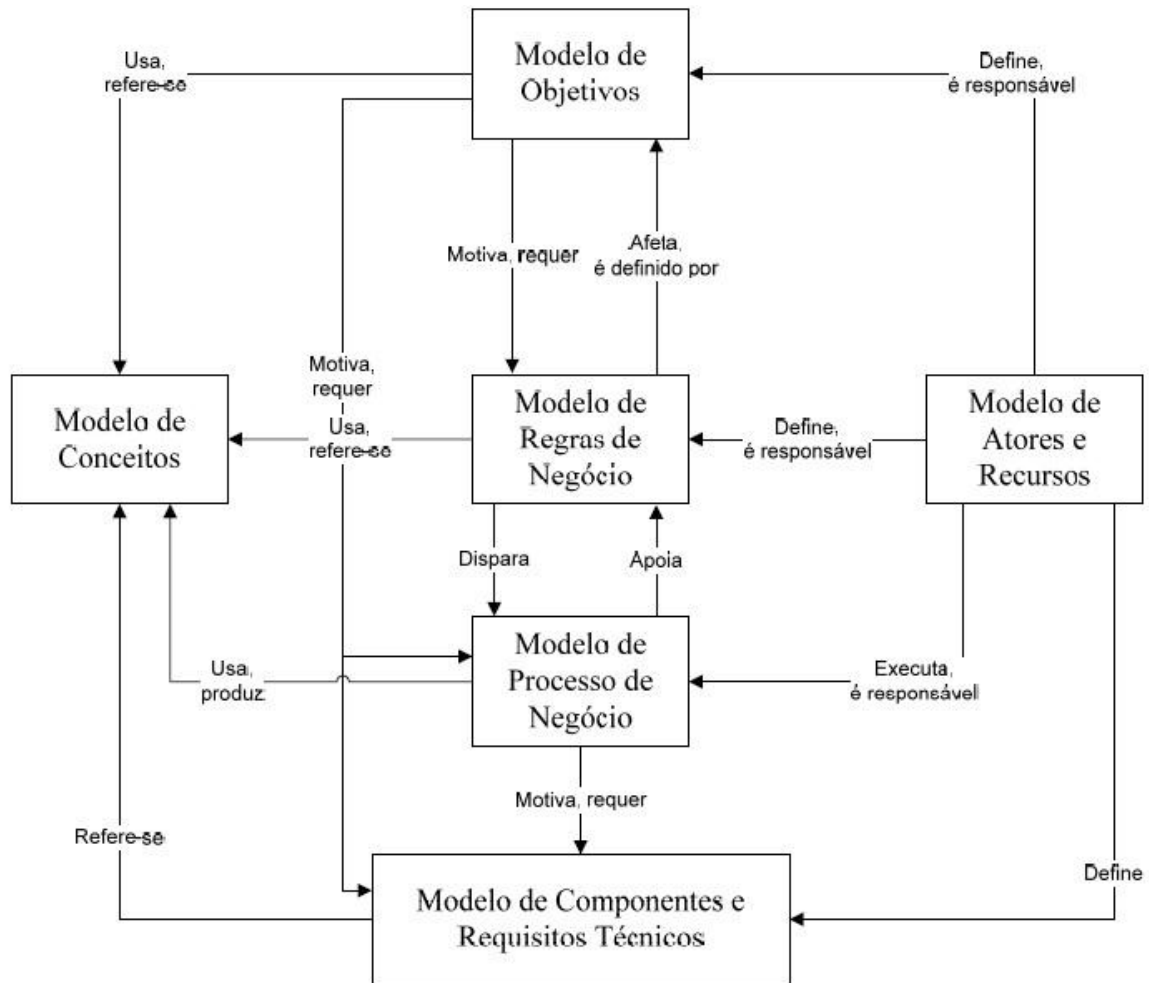 Modelo de
Objetivos
Usa,
refere-se
Define,
é responsável
Motiva, requer
Afeta,
é definido por
Motiva,
requer
Modelo de
Conceitos
Usa,
refere-se
Modelo de
Regras de
Negócio
Define,
é responsável
Modelo de
Atores e
Recursos
Dispara
Apoia
Usa,
produz
Modelo de
Processo de
Negócio
Executa,
é responsável
Motiva, requer
Refere-se
Modelo de Componentes e
Requisitos Técnicos
Define